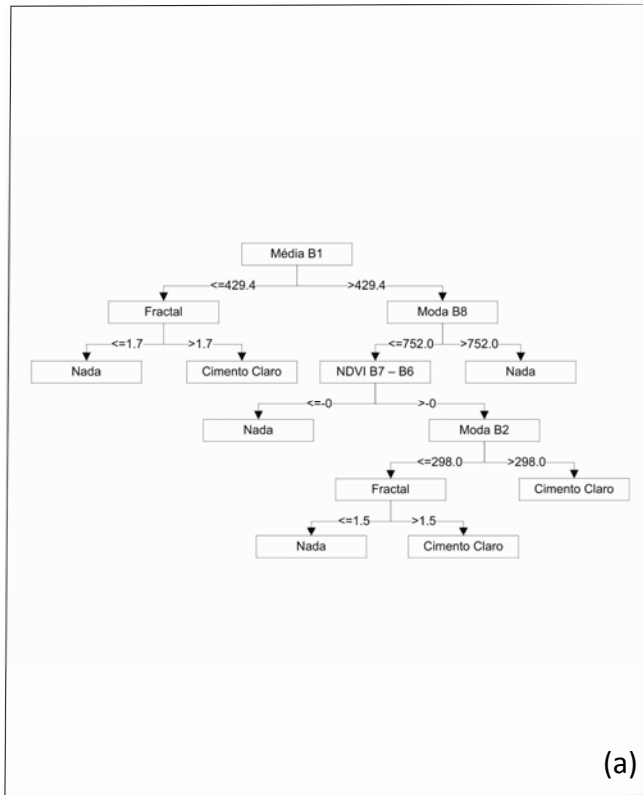 Média B1
<=429.4 >429.4
Fractal Moda B8
<=1.7 >1.7 <=752.0 >752.0
Nada Cimento Claro NDVI B7 – B6 Nada
<=-0 >-0
Nada Moda B2
<=298.0 >298.0
Fractal Cimento Claro
<=1.5 >1.5
Nada Cimento Claro
(a)